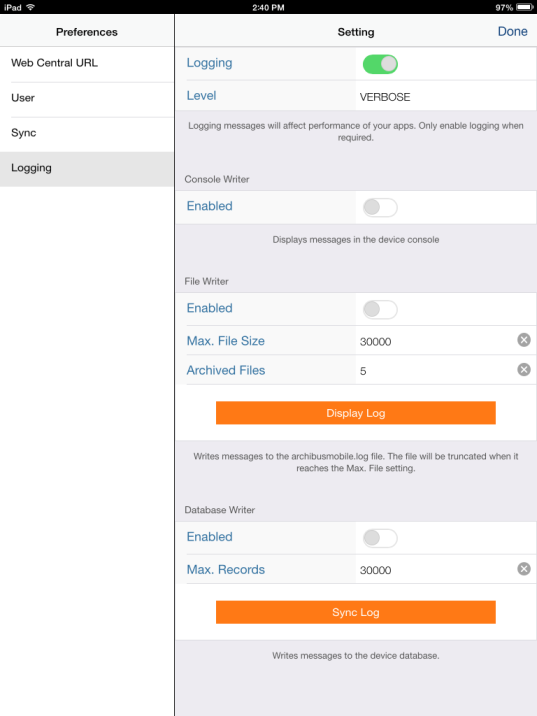 iPad 2:40 PM 97%
Preferences
Setting Done
Web Central URL
User
Sync
Logging
Logging
Level VERBOSE
Logging messages will affect performance of your apps. Only enable logging when
required.
Console Writer
Enabled
Displays messages in the device console
File Writer
Enabled
Max. File Size 30000
Archived Files 5
Display Log
Writes messages to the archibusmobile.log file. The file will be truncated when it
reaches the Max. File setting.
Database Writer
Enabled
Max. Records 30000
Sync Log
Writes messages to the device database.